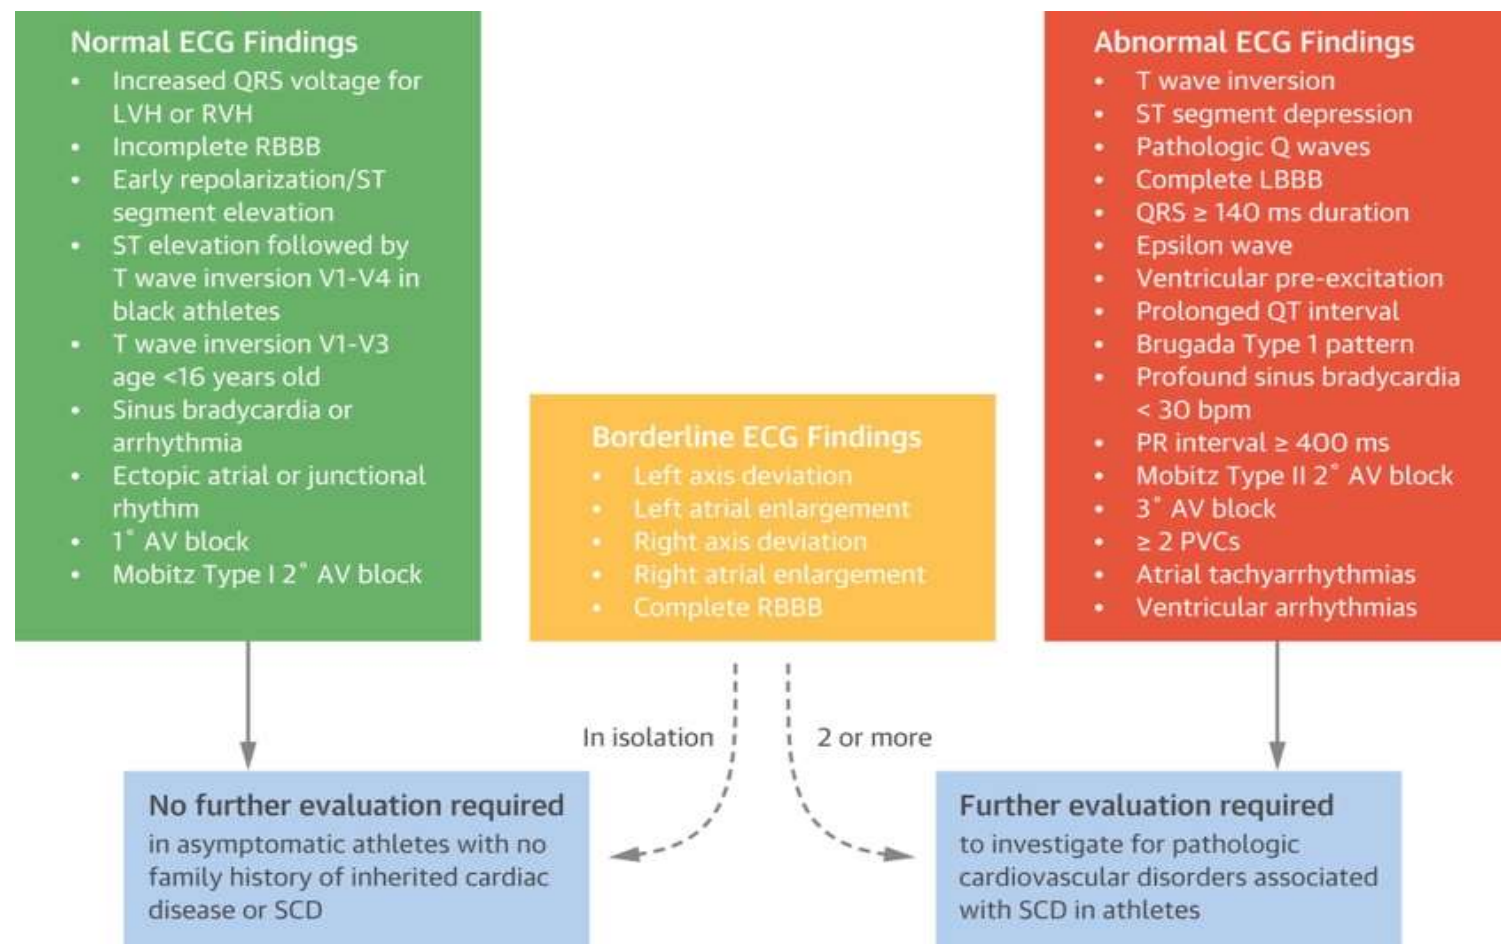 Normal ECG Findings
• Increased QRS voltage for
LVH or RVH
• Incomplete RBBB
• Early repolarization/ST
segment elevation
• ST elevation followed by
T wave inversion V1-V4 in
black athletes
• T wave inversion V1-V3
age <16 years old
• Sinus bradycardia or
arrhythmia
• Ectopic atrial or junctional
rhythm
• 1˚ AV block
• Mobitz Type I 2˚ AV block
Borderline ECG Findings
• Left axis deviation
• Left atrial enlargement
• Right axis deviation
• Right atrial enlargement
• Complete RBBB
Abnormal ECG Findings
• T wave inversion
• ST segment depression
• Pathologic Q waves
• Complete LBBB
• QRS ≥ 140 ms duration
• Epsilon wave
• Ventricular pre-excitation
• Prolonged QT interval
• Brugada Type 1 pattern
• Profound sinus bradycardia
< 30 bpm
• PR interval ≥ 400 ms
• Mobitz Type II 2˚ AV block
• 3˚ AV block
• ≥ 2 PVCs
• Atrial tachyarrhythmias
• Ventricular arrhythmias
In isolation
2 or more
No further evaluation required
in asymptomatic athletes with no
family history of inherited cardiac
disease or SCD
Further evaluation required
to investigate for pathologic
cardiovascular disorders associated
with SCD in athletes